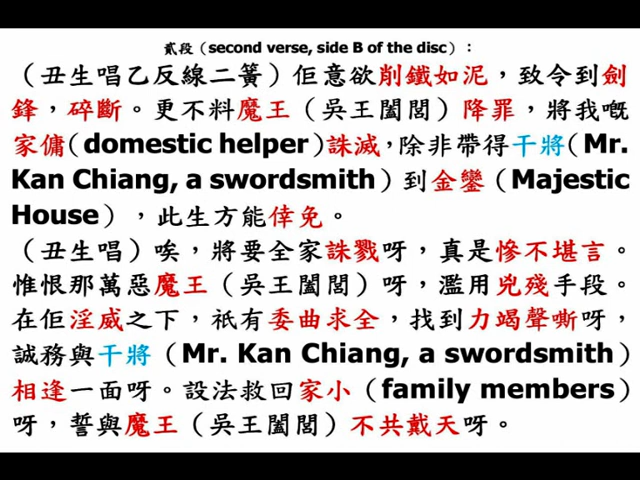 貳段（second verse, side B of the disc）：
（丑生唱乙反線二簧）佢意欲削鐵如泥，致令到劍
鋒，碎斷。更不料魔王（吳王闔閭）降罪，將我嘅
家傭（domestic helper）誅滅，除非帶得干將（Mr.
Kan Chiang, a swordsmith）到金鑾（Majestic
House），此生方能倖免。
（丑生唱）唉，將要全家誅戮呀，真是慘不堪言。
惟恨那萬惡魔王（吳王闔閭）呀，濫用兇殘手段。
在佢淫威之下，祇有委曲求全，找到力竭聲嘶呀，
誠務與干將（Mr. Kan Chiang, a swordsmith）
相逢一面呀。設法救回家小（family members）
呀，誓與魔王（吳王闔閭）不共戴天呀。